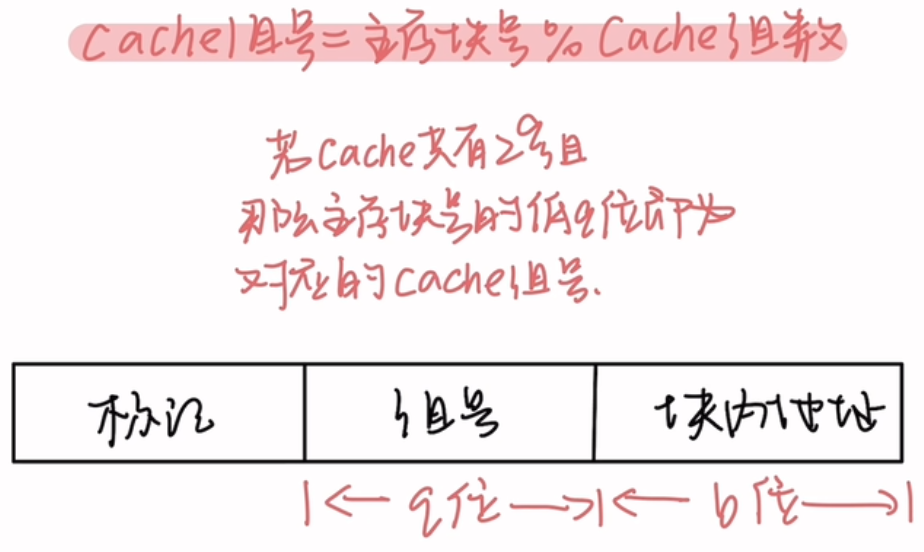 Cache组号=主存块号%Cache组数
若Cache共有2^q组
那么主存块号的低q位即为
对应的Cache组号.
标记 组号 块内地址
q位 b位